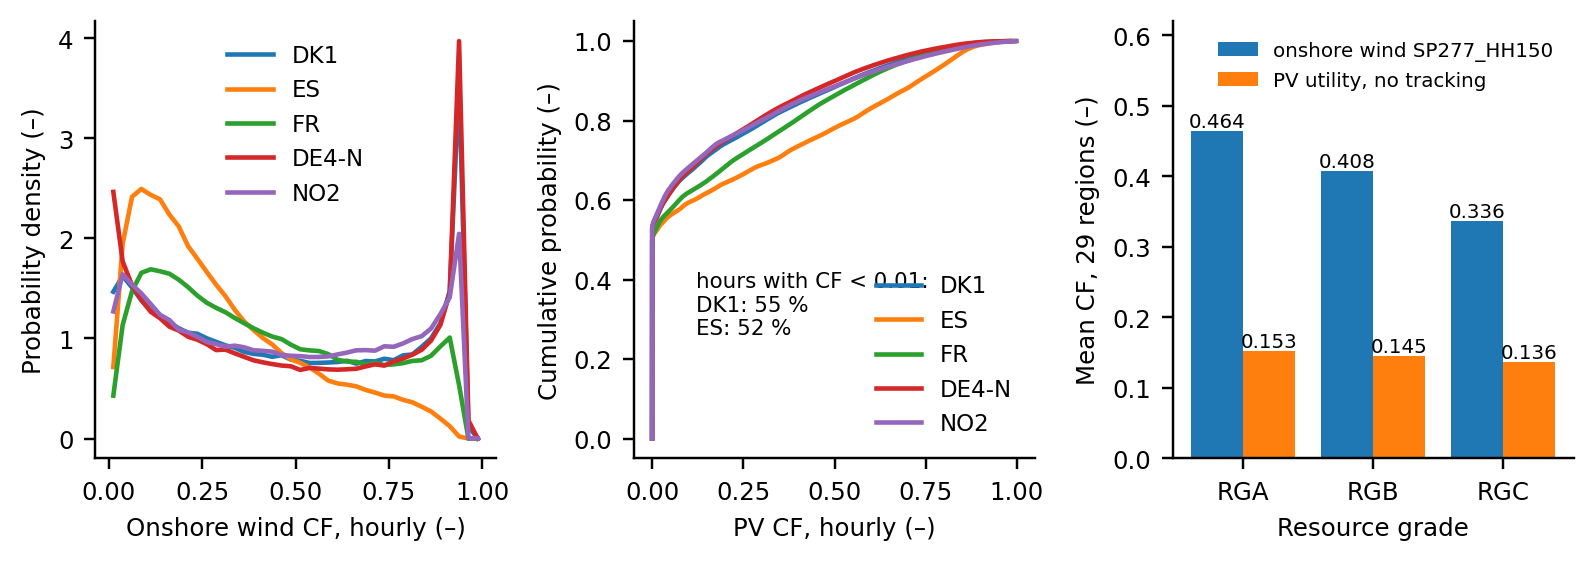 Probability density (–)
4
3
2
1
0
DK1
ES
FR
DE4-N
NO2
0.00 0.25 0.50 0.75 1.00
Onshore wind CF, hourly (–)
Cumulative probability (–)
1.0
0.8
0.6
0.4
0.2
0.0
hours with CF < 0.01:
DK1: 55 %
ES: 52 %
DK1
ES
FR
DE4-N
NO2
0.00 0.25 0.50 0.75 1.00
PV CF, hourly (–)
Mean CF, 29 regions (–)
0.6
0.5
0.4
0.3
0.2
0.1
0.0
onshore wind SP277_HH150
PV utility, no tracking
0.464
0.408
0.336
0.153
0.145
0.136
RGA RGB RGC
Resource grade